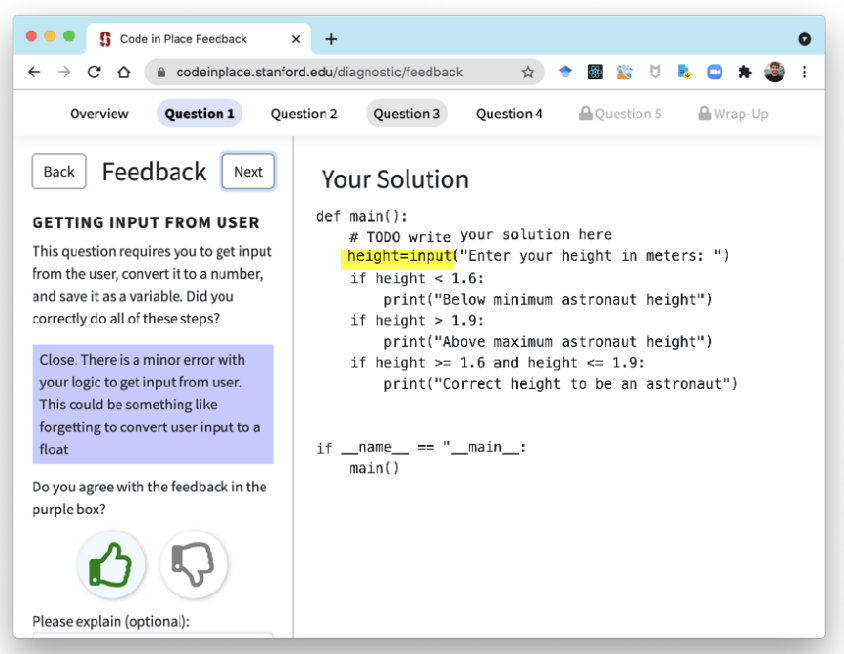 Code in Place Feedback
codeinplace.stanford.edu/diagnostic/feedback
Overview Question 1 Question 2 Question 3 Question 4 Question 5 Wrap-Up
Back Feedback Next
GETTING INPUT FROM USER
This question requires you to get input
from the user, convert it to a number,
and save it as a variable. Did you
correctly do all of these steps?
Close. There is a minor error with
your logic to get input from user.
This could be something like
forgetting to convert user input to a
float
Do you agree with the feedback in the
purple box?
Please explain (optional):
Your Solution
def main():
    # TODO write your solution here
    height=input("Enter your height in meters: ")
    if height < 1.6:
        print("Below minimum astronaut height")
    if height > 1.9:
        print("Above maximum astronaut height")
    if height >= 1.6 and height <= 1.9:
        print("Correct height to be an astronaut")
if __name__ == "__main__:
    main()